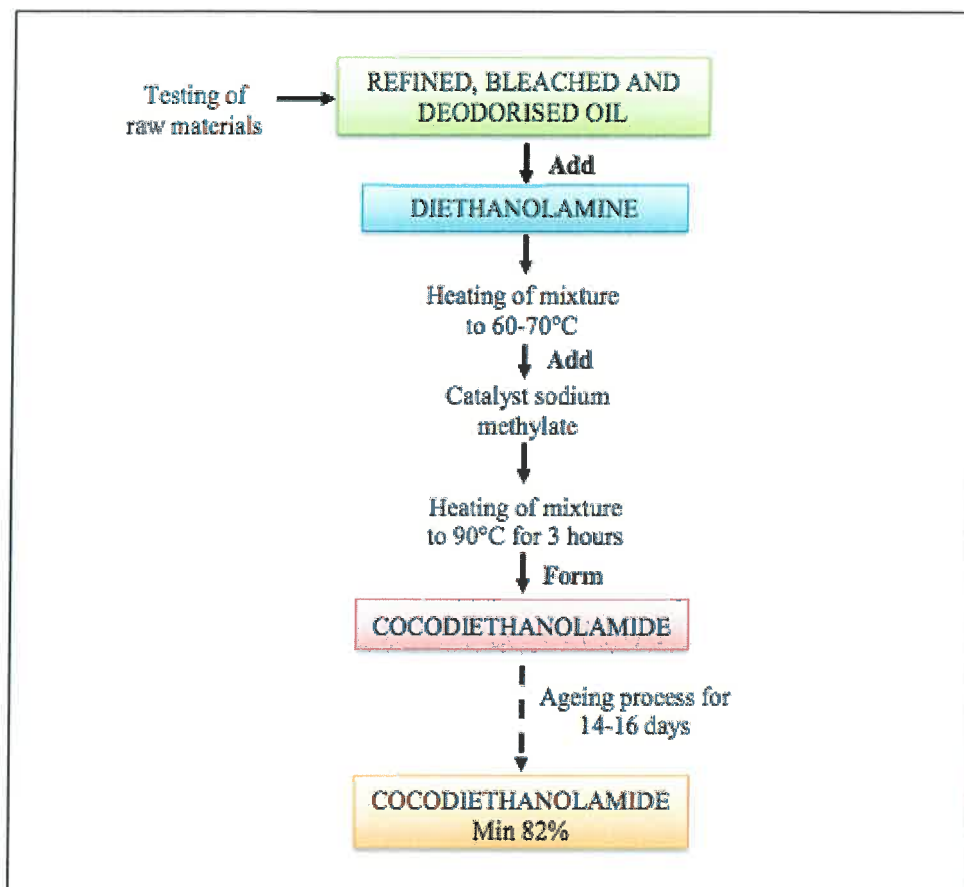 Testing of
raw materials
REFINED, BLEACHED AND
DEODORISED OIL
Add
DIETHANOLAMINE
Heating of mixture
to 60-70°C
Add
Catalyst sodium
methylate
Heating of mixture
to 90°C for 3 hours
Form
COCODIETHANOLAMIDE
Ageing process for
14-16 days
COCODIETHANOLAMIDE
Min 82%